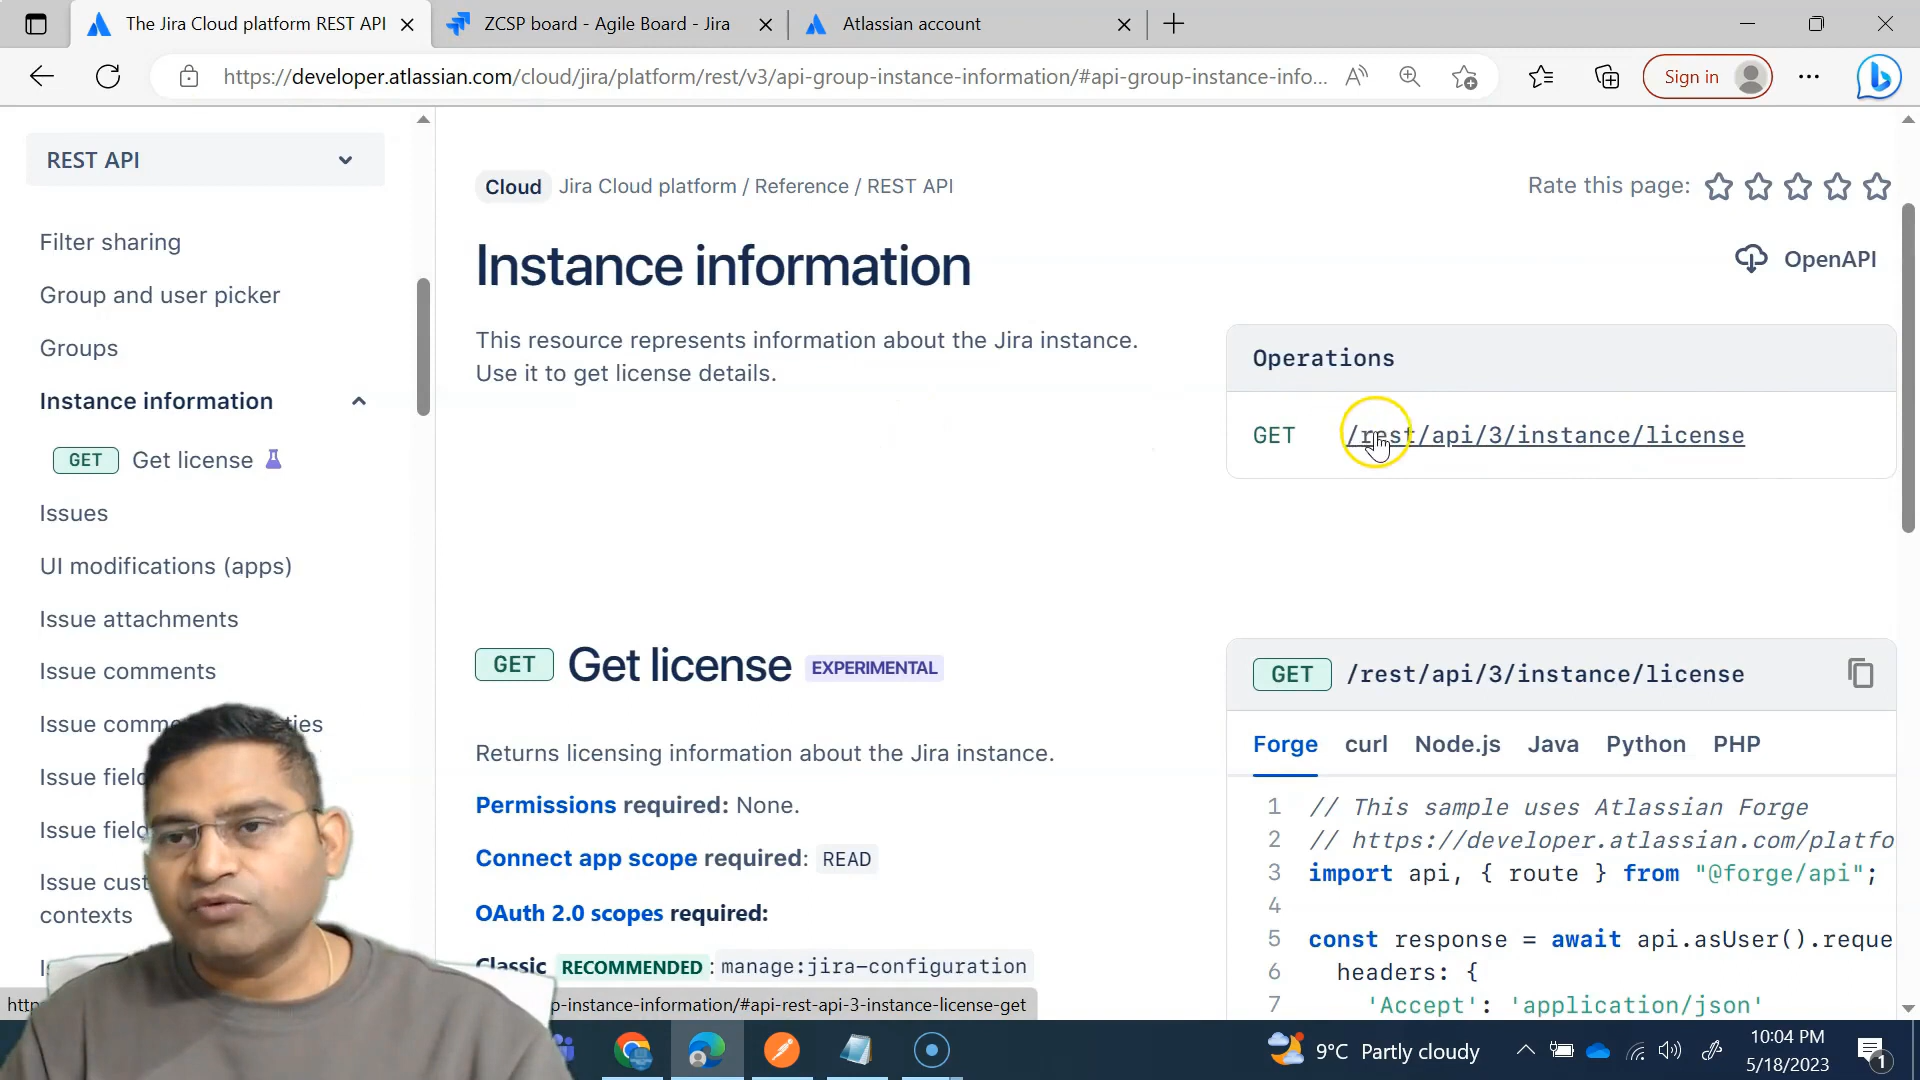 The Jira Cloud platform REST API
ZCSP board - Agile Board - Jira
Atlassian account
https://developer.atlassian.com/cloud/jira/platform/rest/v3/api-group-instance-information/#api-group-instance-info...
Sign in
REST API
Filter sharing
Group and user picker
Groups
Instance information
GET Get license
Issues
UI modifications (apps)
Issue attachments
Issue comments
Issue comm ties
Issue field
Issue field
Issue cust
contexts
Cloud Jira Cloud platform / Reference / REST API
Rate this page:
Instance information
OpenAPI
This resource represents information about the Jira instance.
Use it to get license details.
Operations
GET /rest/api/3/instance/license
GET Get license EXPERIMENTAL
Returns licensing information about the Jira instance.
Permissions required: None.
Connect app scope required: READ
OAuth 2.0 scopes required:
Classic RECOMMENDED : manage:jira-configuration
GET /rest/api/3/instance/license
Forge curl Node.js Java Python PHP
1 // This sample uses Atlassian Forge
2 // https://developer.atlassian.com/platfo
3 import api, { route } from "@forge/api";
4
5 const response = await api.asUser().reque
6 headers: {
7 'Accept': 'application/json'
http p-instance-information/#api-rest-api-3-instance-license-get
9°C Partly cloudy
10:04 PM
5/18/2023
1